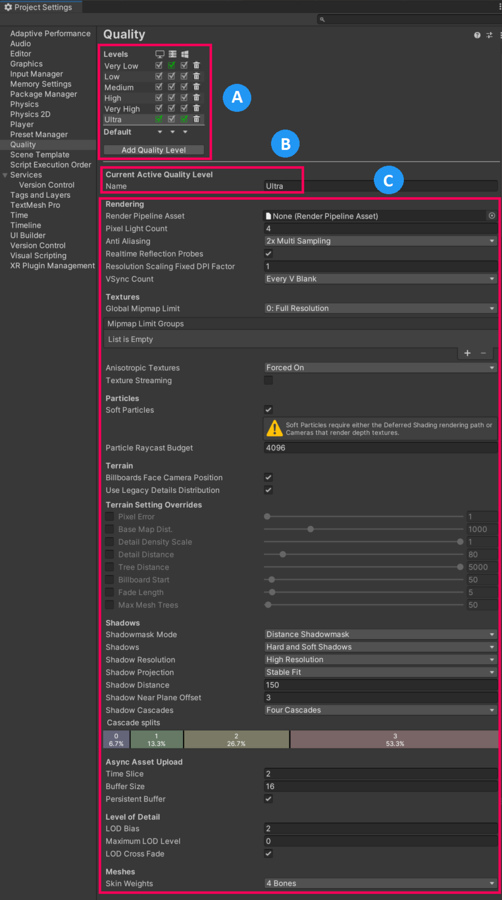 Project Settings
Adaptive Performance
Audio
Editor
Graphics
Input Manager
Memory Settings
Package Manager
Physics
Physics 2D
Player
Preset Manager
Quality
Scene Template
Script Execution Order
Services
Version Control
Tags and Layers
TextMesh Pro
Time
Timeline
UI Builder
Version Control
Visual Scripting
XR Plugin Management
Quality
Levels
Very Low
Low
Medium
High
Very High
Ultra
Default
Add Quality Level
A
B
Current Active Quality Level
Name Ultra
C
Rendering
Render Pipeline Asset None (Render Pipeline Asset)
Pixel Light Count 4
Anti Aliasing 2x Multi Sampling
Realtime Reflection Probes
Resolution Scaling Fixed DPI Factor 1
VSync Count Every V Blank
Textures
Global Mipmap Limit 0: Full Resolution
Mipmap Limit Groups
List is Empty
+ −
Anisotropic Textures Forced On
Texture Streaming
Particles
Soft Particles
Soft Particles require either the Deferred Shading rendering path or
Cameras that render depth textures.
Particle Raycast Budget 4096
Terrain
Billboards Face Camera Position
Use Legacy Details Distribution
Terrain Setting Overrides
Pixel Error 1
Base Map Dist. 1000
Detail Density Scale 1
Detail Distance 80
Tree Distance 5000
Billboard Start 50
Fade Length 5
Max Mesh Trees 50
Shadows
Shadowmask Mode Distance Shadowmask
Shadows Hard and Soft Shadows
Shadow Resolution High Resolution
Shadow Projection Stable Fit
Shadow Distance 150
Shadow Near Plane Offset 3
Shadow Cascades Four Cascades
Cascade splits
0 1 2 3
6.7% 13.3% 26.7% 53.3%
Async Asset Upload
Time Slice 2
Buffer Size 16
Persistent Buffer
Level of Detail
LOD Bias 2
Maximum LOD Level 0
LOD Cross Fade
Meshes
Skin Weights 4 Bones